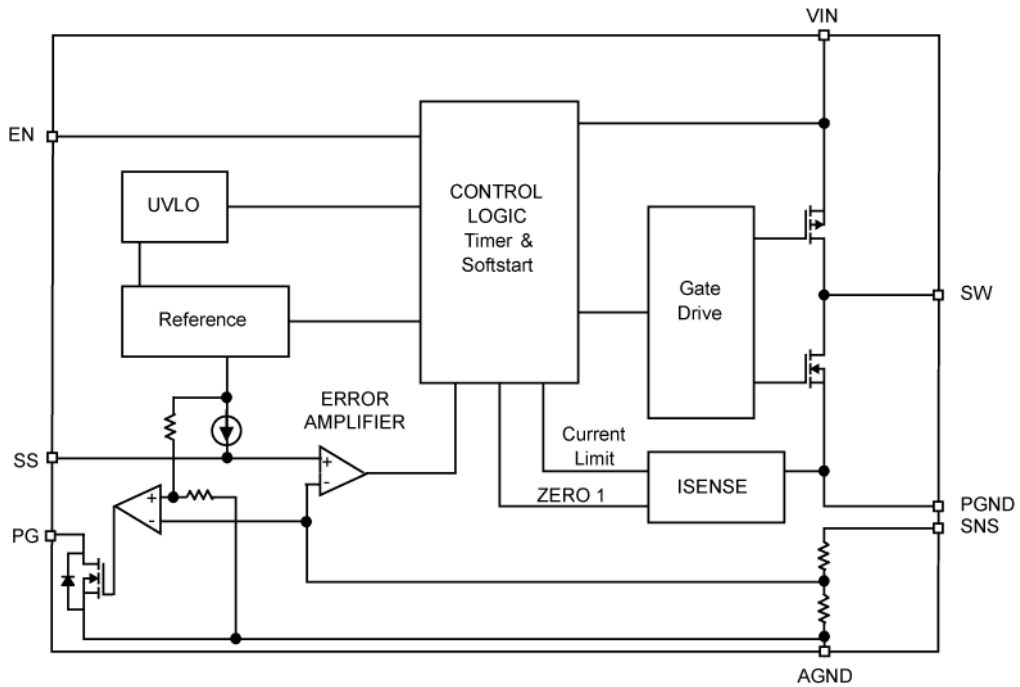 VIN
EN
UVLO
CONTROL
LOGIC
Timer &
Softstart
Gate
Drive
SW
Reference
ERROR
AMPLIFIER
Current
Limit
SS
+
-
ZERO 1
ISENSE
+
-
PGND
SNS
PG
AGND